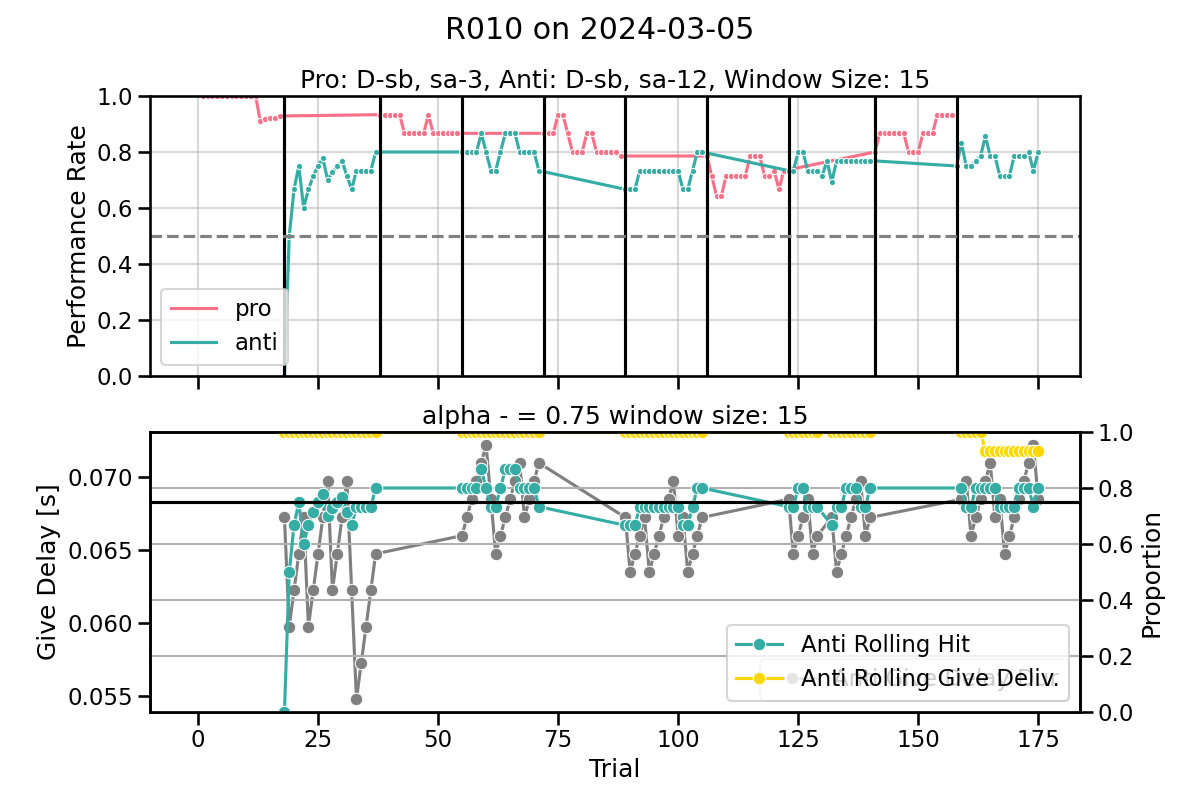 R010 on 2024-03-05
Pro: D-sb, sa-3, Anti: D-sb, sa-12, Window Size: 15
Performance Rate
1.0
0.8
0.6
0.4
0.2
0.0
pro
anti
alpha - = 0.75 window size: 15
Give Delay [s]
0.070
0.065
0.060
0.055
1.0
0.8
0.6
0.4
0.2
0.0
Proportion
Anti Rolling Hit
Anti Rolling Give Deliv.
0 25 50 75 100 125 150 175
Trial